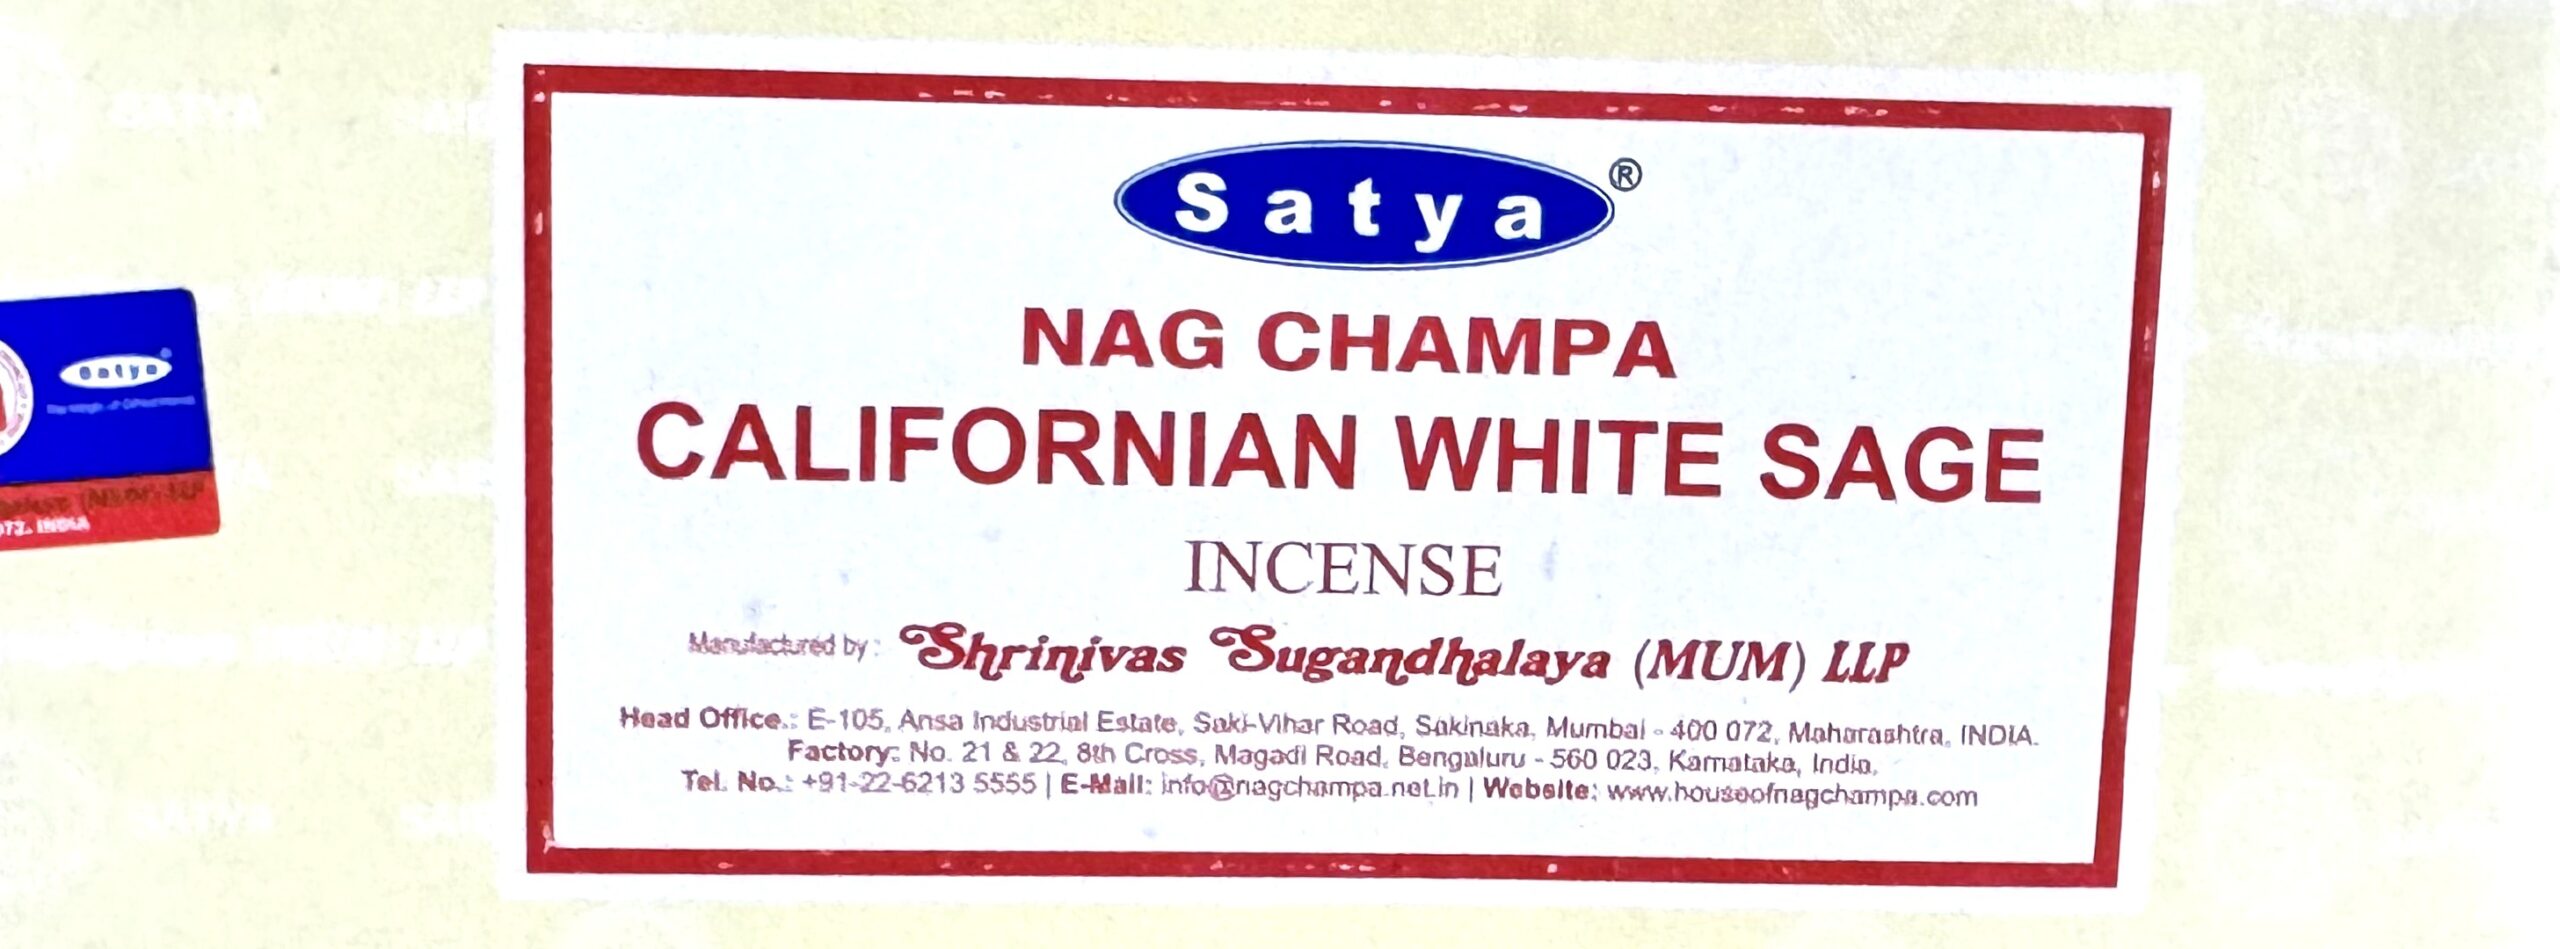 Satya®
NAG CHAMPA
CALIFORNIAN WHITE SAGE
INCENSE
Manufactured by: Shrinivas Sugandhalaya (MUM) LLP
Head Office.: E-105, Ansa Industrial Estate, Saki-Vihar Road, Sakinaka, Mumbai - 400 072, Maharashtra, INDIA.
Factory: No. 21 & 22, 8th Cross, Magadi Road, Bengaluru - 560 023, Karnataka, India.
Tel. No.: +91-22-6213 5555 | E-Mail: info@nagchampa.net.in | Website: www.houseofnagchampa.com
Satya
LLP
072, INDIA
SATYA